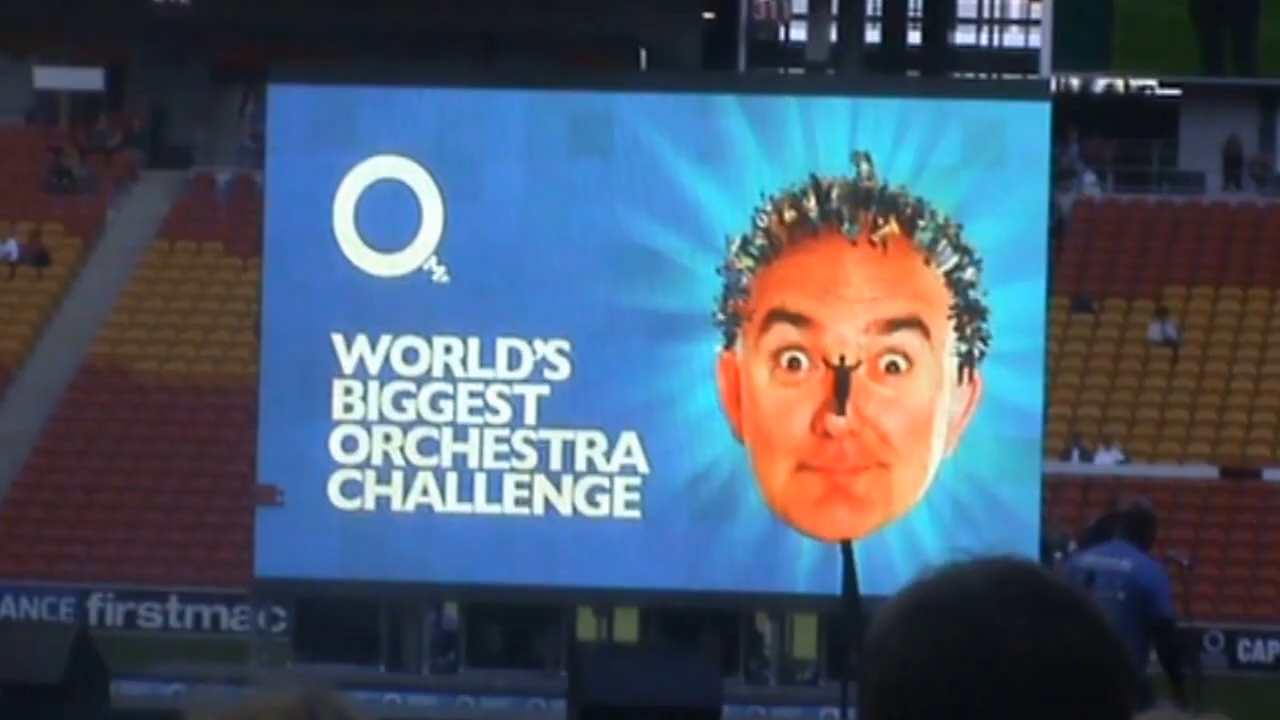 WORLD'S
BIGGEST
ORCHESTRA
CHALLENGE
ANCE firstmac
CAP